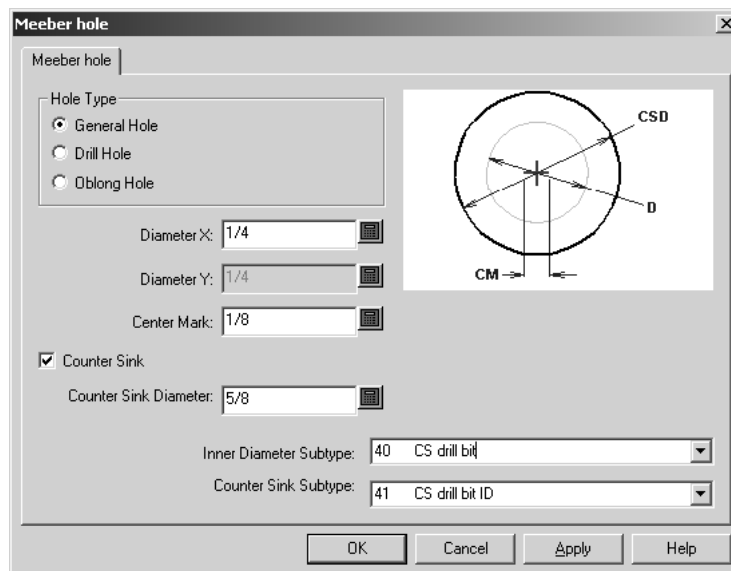 Meeber hole
Meeber hole
Hole Type
General Hole
Drill Hole
Oblong Hole
CSD
D
CM
Diameter X: 1/4
Diameter Y: 1/4
Center Mark: 1/8
Counter Sink
Counter Sink Diameter: 5/8
Inner Diameter Subtype: 40 CS drill bit
Counter Sink Subtype: 41 CS drill bit ID
OK Cancel Apply Help